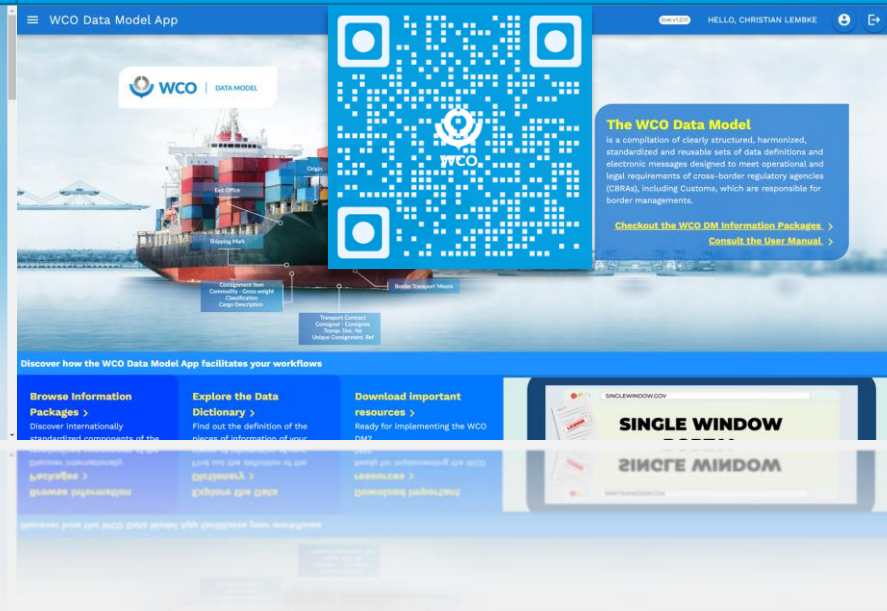 WCO Data Model App
HELLO, CHRISTIAN LEMBKE
WCO | DATA MODEL
WCO
Origin
Exit Office
Shipping Mark
Consignment Item
Commodity - Gross weight
Classification
Cargo Description
Border Transport Means
Transport Contract
Consignor - Consignee
Transp. Doc. No
Unique Consignment. Ref
The WCO Data Model
is a compilation of clearly structured, harmonized,
standardized and reusable sets of data definitions and
electronic messages designed to meet operational and
legal requirements of cross-border regulatory agencies
(CBRAs), including Customs, which are responsible for
border managements.
Checkout the WCO DM Information Packages >
Consult the User Manual >
Discover how the WCO Data Model App facilitates your workflows
Browse Information
Packages >
Discover internationally
standardized components of the
Explore the Data
Dictionary >
Find out the definition of the
pieces of information of your
Download important
resources >
Ready for implementing the WCO
DM?
SINGLEWINDOW.GOV
LICENSE
SINGLE WINDOW
PORTAL